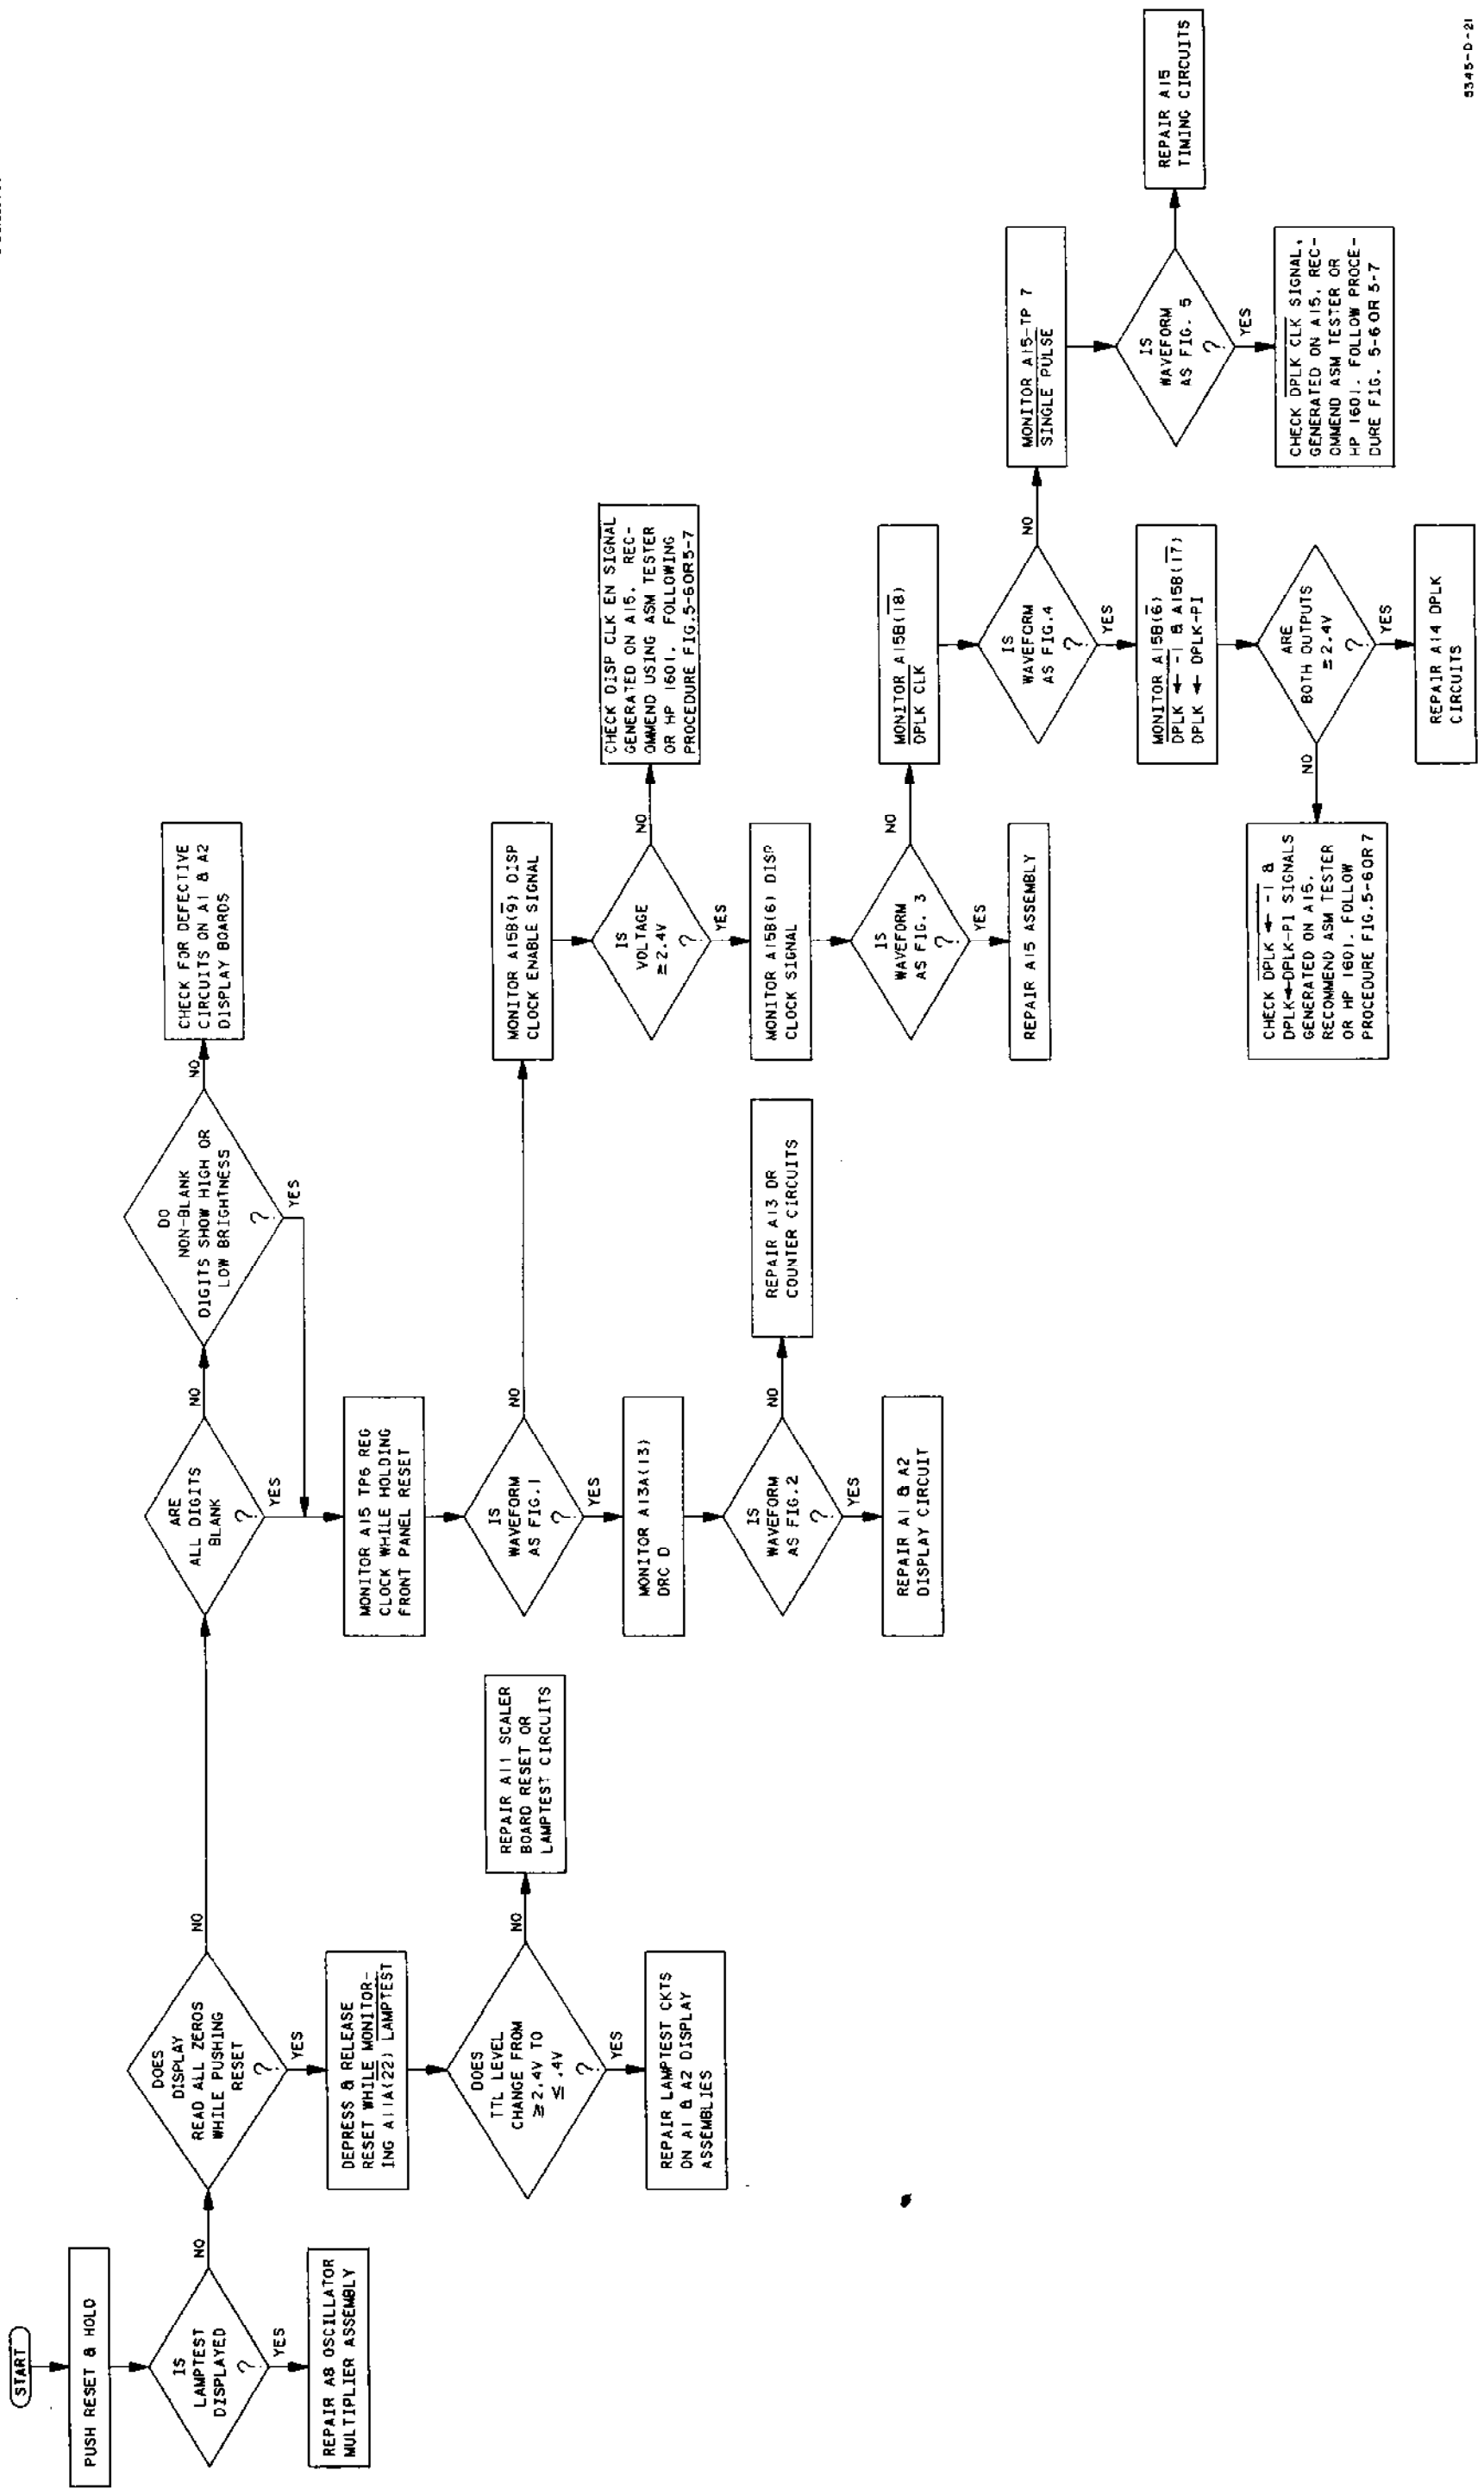 START
PUSH RESET & HOLD
IS
LAMPTEST
DISPLAYED
?
NO
YES
REPAIR A8 OSCILLATOR
MULTIPLIER ASSEMBLY
DOES
DISPLAY
READ ALL ZEROS
WHILE PUSHING
RESET
?
NO
YES
DEPRESS & RELEASE
RESET WHILE MONITOR-
ING A11A(22) LAMPTEST
DOES
TTL LEVEL
CHANGE FROM
≥2.4V TO
≤ .4V
?
NO
YES
REPAIR A11 SCALER
BOARD RESET OR
LAMPTEST CIRCUITS
REPAIR LAMPTEST CKTS
ON A1 & A2 DISPLAY
ASSEMBLIES
ARE
ALL DIGITS
BLANK
?
NO
YES
DO
NON-BLANK
DIGITS SHOW HIGH OR
LOW BRIGHTNESS
?
NO
YES
CHECK FOR DEFECTIVE
CIRCUITS ON A1 & A2
DISPLAY BOARDS
MONITOR A15 TP6 REG
CLOCK WHILE HOLDING
FRONT PANEL RESET
IS
WAVEFORM
AS FIG.1
?
NO
YES
MONITOR A13A(13)
DRC D
IS
WAVEFORM
AS FIG.2
?
NO
YES
REPAIR A13 OR
COUNTER CIRCUITS
REPAIR A1 & A2
DISPLAY CIRCUIT
MONITOR A15B(9) DISP
CLOCK ENABLE SIGNAL
IS
VOLTAGE
≥2.4V
?
NO
YES
CHECK DISP CLK EN SIGNAL
GENERATED ON A15. REC-
OMMEND USING ASM TESTER
OR HP 1601. FOLLOWING
PROCEDURE FIG.5-6OR5-7
MONITOR A15B(6) DISP
CLOCK SIGNAL
IS
WAVEFORM
AS FIG. 3
?
NO
YES
REPAIR A15 ASSEMBLY
MONITOR A15B(18)
DPLK CLK
IS
WAVEFORM
AS FIG.4
?
NO
YES
MONITOR A15B(6)
DPLK ← -1 & A15B(17)
DPLK ← DPLK-PI
ARE
BOTH OUTPUTS
≥2.4V
?
NO
YES
CHECK DPLK ← -1 &
DPLK←DPLK-PI SIGNALS
GENERATED ON A15.
RECOMMEND ASM TESTER
OR HP 1601. FOLLOW
PROCEDURE FIG.5-6OR7
REPAIR A14 DPLK
CIRCUITS
MONITOR A15-TP 7
SINGLE PULSE
IS
WAVEFORM
AS FIG. 5
?
YES
REPAIR A15
TIMING CIRCUITS
CHECK DPLK CLK SIGNAL,
GENERATED ON A15. REC-
OMMEND ASM TESTER OR
HP 1601. FOLLOW PROCE-
DURE FIG. 5-6 OR 5-7
5345-D-21